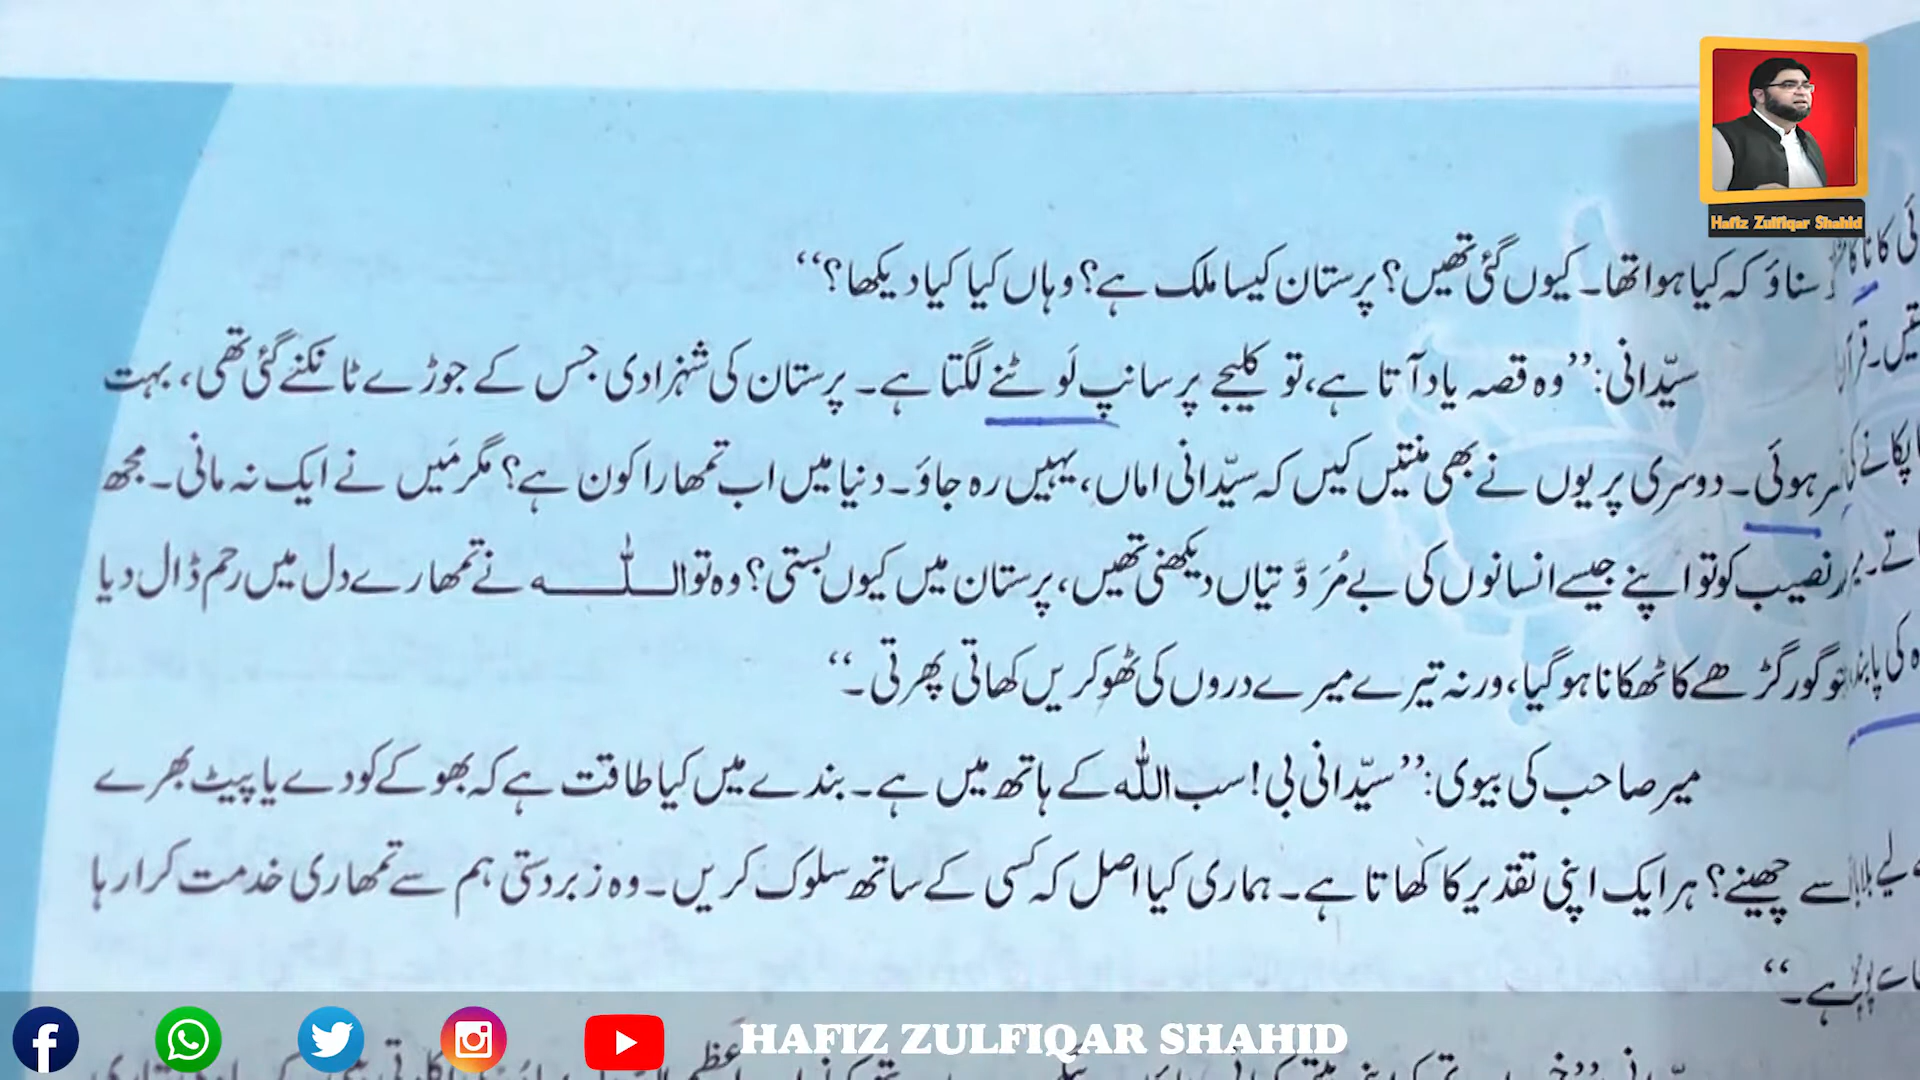 Hafiz Zulfiqar Shahid
سناؤ کہ کیا ہوا تھا۔ کیوں گئی تھیں؟ پرستان کیسا ملک ہے؟ وہاں کیا کیا دیکھا؟“
سیّدانی: ”وہ قصہ یاد آتا ہے، تو کلیجے پر سانپ لَوٹنے لگتا ہے۔ پرستان کی شہزادی جس کے جوڑے ٹانکنے گئی تھی، بہت
ہوئی۔ دوسری پریوں نے بھی منتیں کیں کہ سیّدانی اماں، یہیں رہ جاؤ۔ دنیا میں اب تمھارا کون ہے؟ مگر مَیں نے ایک نہ مانی۔ مجھ
نصیب کو تو اپنے جیسے انسانوں کی بے مُرَوَّتیاں دیکھنی تھیں، پرستان میں کیوں بستی؟ وہ تو اللہ نے تمھارے دل میں رحم ڈال دیا
جو گور گڑھے کا ٹھکانا ہو گیا، ورنہ تیرے میرے دروں کی ٹھوکریں کھاتی پھرتی۔“
میر صاحب کی بیوی: ”سیّدانی بی! سب اللہ کے ہاتھ میں ہے۔ بندے میں کیا طاقت ہے کہ بھوکے کو دے یا پیٹ بھرے
سے چھینے؟ ہر ایک اپنی تقدیر کا کھاتا ہے۔ ہماری کیا اصل کہ کسی کے ساتھ سلوک کریں۔ وہ زبردستی ہم سے تمھاری خدمت کرا رہا
ہے۔“
HAFIZ ZULFIQAR SHAHID